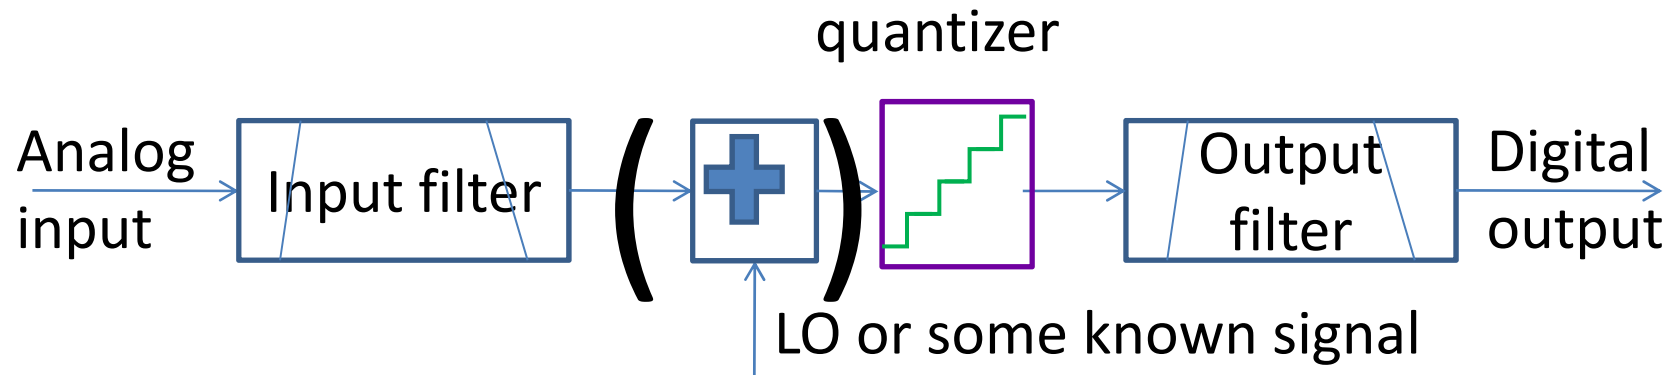 quantizer
Analog
input
Input filter
Output
filter
Digital
output
LO or some known signal